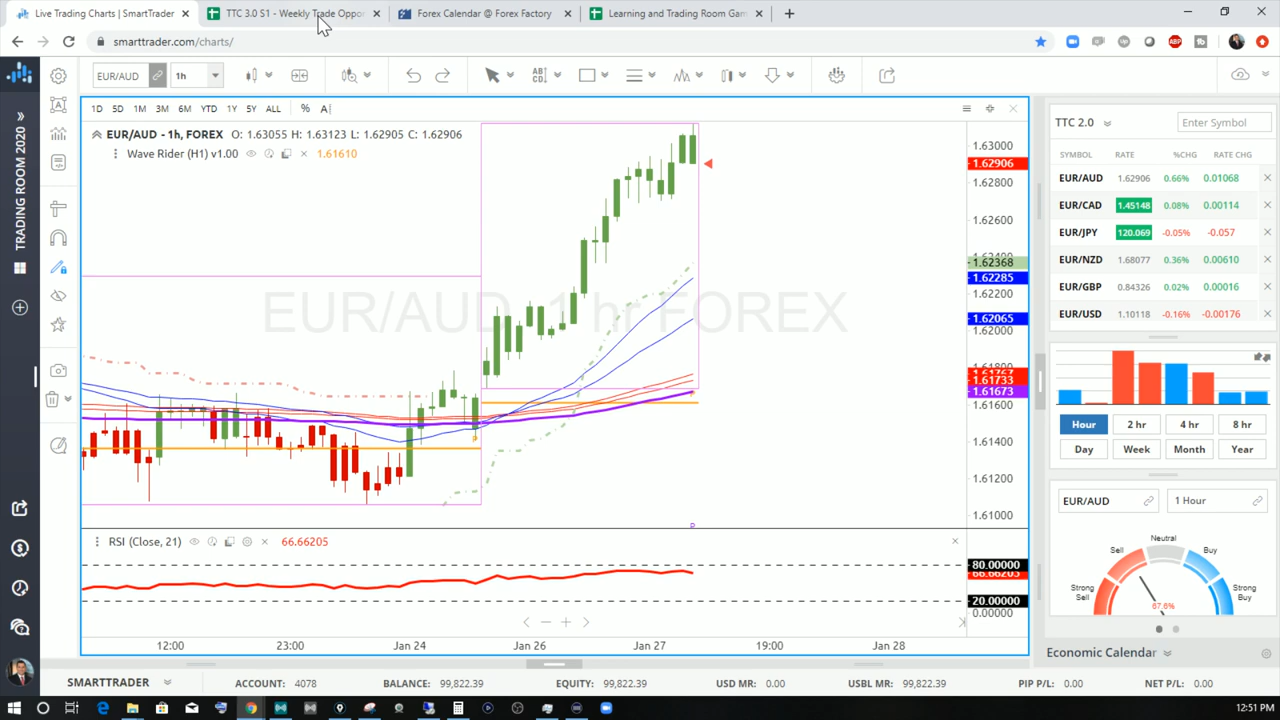 Live Trading Charts | SmartTrader
TTC 3.0 S1 - Weekly Trade Oppo
Forex Calendar @ Forex Factory
Learning and Trading Room Gam
smarttrader.com/charts/
EUR/AUD
1h
AB
CD
1D 5D 1M 3M 6M YTD 1Y 5Y ALL % A
EUR/AUD - 1h, FOREX O: 1.63055 H: 1.63123 L: 1.62905 C: 1.62906
Wave Rider (H1) v1.00 1.61610
EUR/AUD - 1 hr FOREX
1.63000
1.62906
1.62800
1.62600
1.62368
1.62285
1.62200
1.62065
1.62000
1.61733
1.61673
1.61600
1.61400
1.61200
1.61000
RSI (Close, 21) 66.66205
80.00000
66.66205
20.00000
0.00000
12:00 23:00 Jan 24 Jan 26 Jan 27 19:00 Jan 28
TRADING ROOM 2020
TTC 2.0
Enter Symbol
SYMBOL RATE %CHG RATE CHG
EUR/AUD 1.62906 0.66% 0.01068
EUR/CAD 1.45148 0.08% 0.00114
EUR/JPY 120.069 -0.05% -0.057
EUR/NZD 1.68077 0.36% 0.00610
EUR/GBP 0.84326 0.02% 0.00016
EUR/USD 1.10118 -0.16% -0.00176
Hour 2 hr 4 hr 8 hr
Day Week Month Year
EUR/AUD 1 Hour
Neutral
Sell Buy
Strong Sell
Strong Buy
67.6%
Economic Calendar
SMARTTRADER ACCOUNT: 4078 BALANCE: 99,822.39 EQUITY: 99,822.39 USD MR: 0.00 USBL MR: 99,822.39 PIP P/L: 0.00 NET P/L: 0.00
12:51 PM